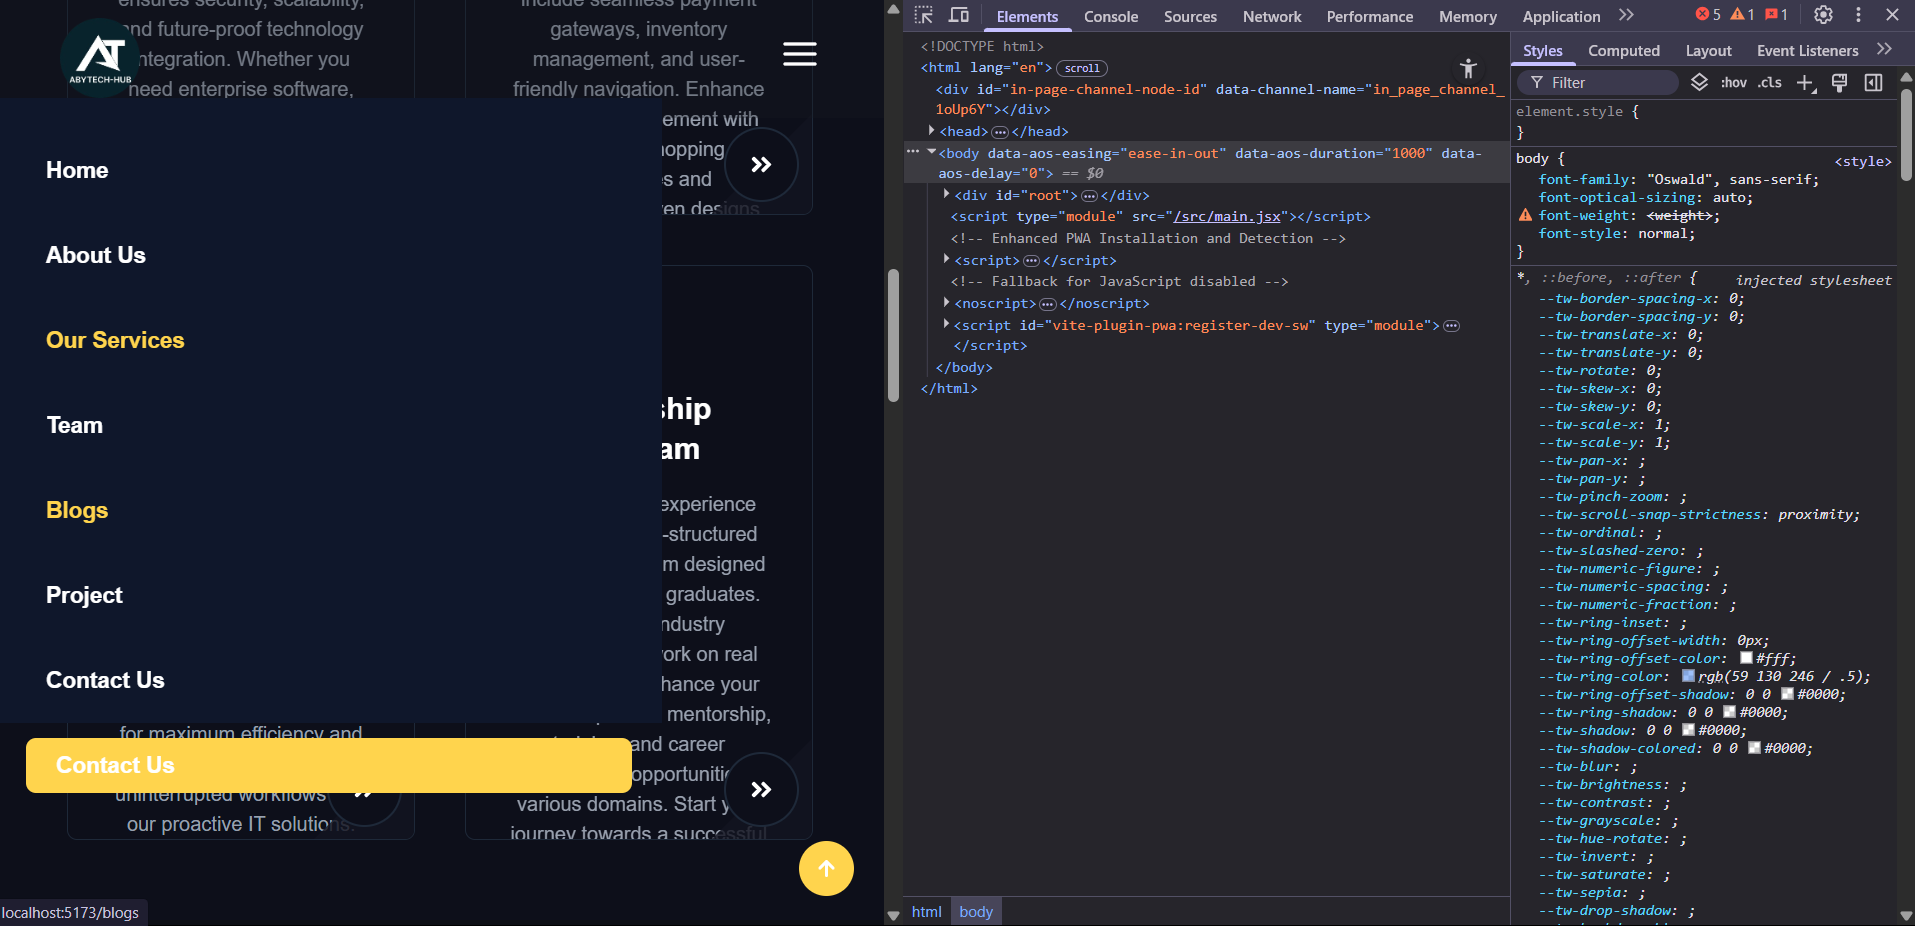 ensures security, scalability,
and future-proof technology
integration. Whether you
need enterprise software,
include seamless payment
gateways, inventory
management, and user-
friendly navigation. Enhance
ement with
hopping
s and
en designs
AT
ABYTECH-HUB
Home
About Us
Our Services
Team
Blogs
Project
Contact Us
Contact Us
ship
am
experience
-structured
m designed
graduates.
ndustry
ork on real
hance your
mentorship,
and career
opportunities
various domains. Start y
journey towards a successful
for maximum efficiency and
uninterrupted workflows
our proactive IT solutions.
localhost:5173/blogs
Elements Console Sources Network Performance Memory Application 5 1 1
<!DOCTYPE html>
<html lang="en"> scroll
<div id="in-page-channel-node-id" data-channel-name="in_page_channel_
1oUp6Y"></div>
<head> … </head>
… <body data-aos-easing="ease-in-out" data-aos-duration="1000" data-
aos-delay="0"> == $0
<div id="root"> … </div>
<script type="module" src="/src/main.jsx"></script>
<!-- Enhanced PWA Installation and Detection -->
<script> … </script>
<!-- Fallback for JavaScript disabled -->
<noscript> … </noscript>
<script id="vite-plugin-pwa:register-dev-sw" type="module"> …
</script>
</body>
</html>
html body
Styles Computed Layout Event Listeners
Filter :hov .cls
element.style {
}
body { <style>
font-family: "Oswald", sans-serif;
font-optical-sizing: auto;
font-weight: <weight>;
font-style: normal;
}
*, ::before, ::after { injected stylesheet
--tw-border-spacing-x: 0;
--tw-border-spacing-y: 0;
--tw-translate-x: 0;
--tw-translate-y: 0;
--tw-rotate: 0;
--tw-skew-x: 0;
--tw-skew-y: 0;
--tw-scale-x: 1;
--tw-scale-y: 1;
--tw-pan-x: ;
--tw-pan-y: ;
--tw-pinch-zoom: ;
--tw-scroll-snap-strictness: proximity;
--tw-ordinal: ;
--tw-slashed-zero: ;
--tw-numeric-figure: ;
--tw-numeric-spacing: ;
--tw-numeric-fraction: ;
--tw-ring-inset: ;
--tw-ring-offset-width: 0px;
--tw-ring-offset-color: #fff;
--tw-ring-color: rgb(59 130 246 / .5);
--tw-ring-offset-shadow: 0 0 #0000;
--tw-ring-shadow: 0 0 #0000;
--tw-shadow: 0 0 #0000;
--tw-shadow-colored: 0 0 #0000;
--tw-blur: ;
--tw-brightness: ;
--tw-contrast: ;
--tw-grayscale: ;
--tw-hue-rotate: ;
--tw-invert: ;
--tw-saturate: ;
--tw-sepia: ;
--tw-drop-shadow: ;